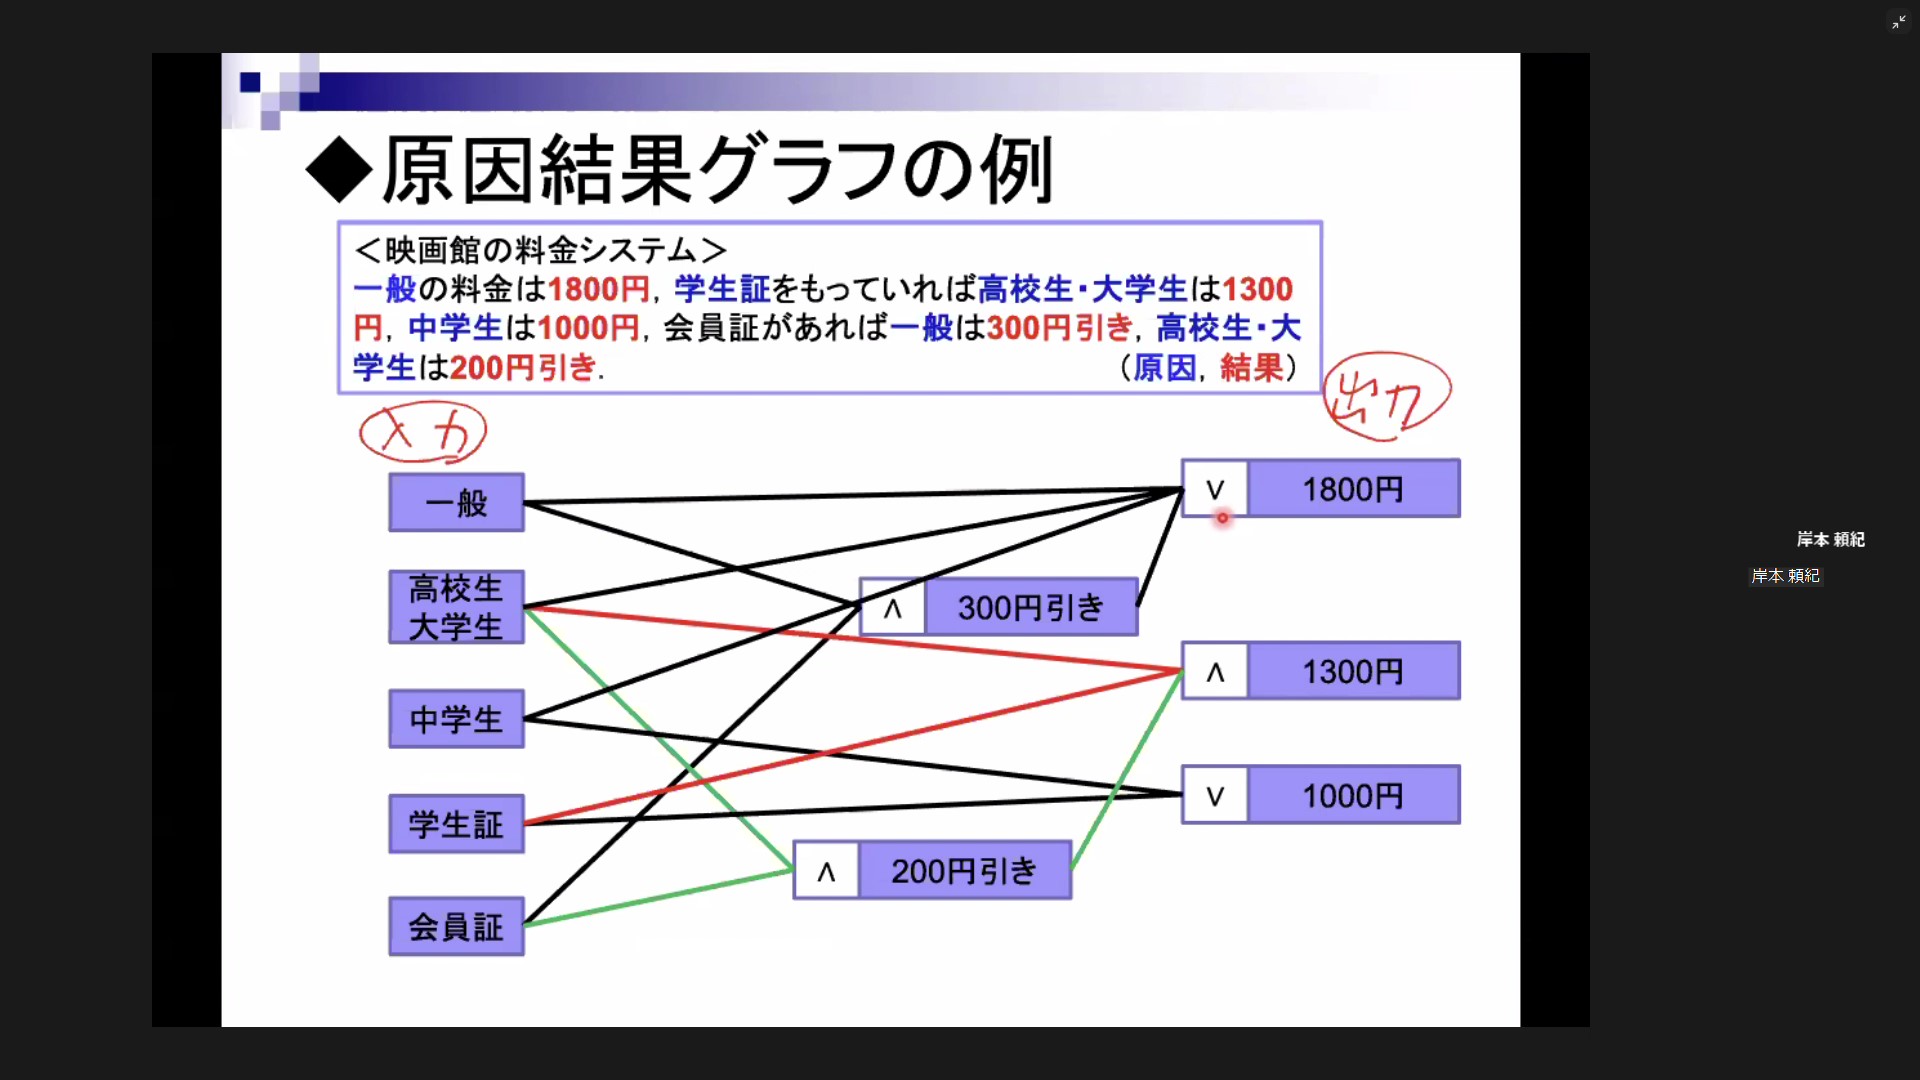 ◆原因結果グラフの例
＜映画館の料金システム＞
一般の料金は1800円，学生証をもっていれば高校生・大学生は1300
円，中学生は1000円，会員証があれば一般は300円引き，高校生・大
学生は200円引き．（原因，結果）
出力
入力
一般
∨ 1800円
高校生
大学生
∧ 300円引き
∧ 1300円
中学生
∨ 1000円
学生証
∧ 200円引き
会員証
岸本 頼紀
岸本 頼紀